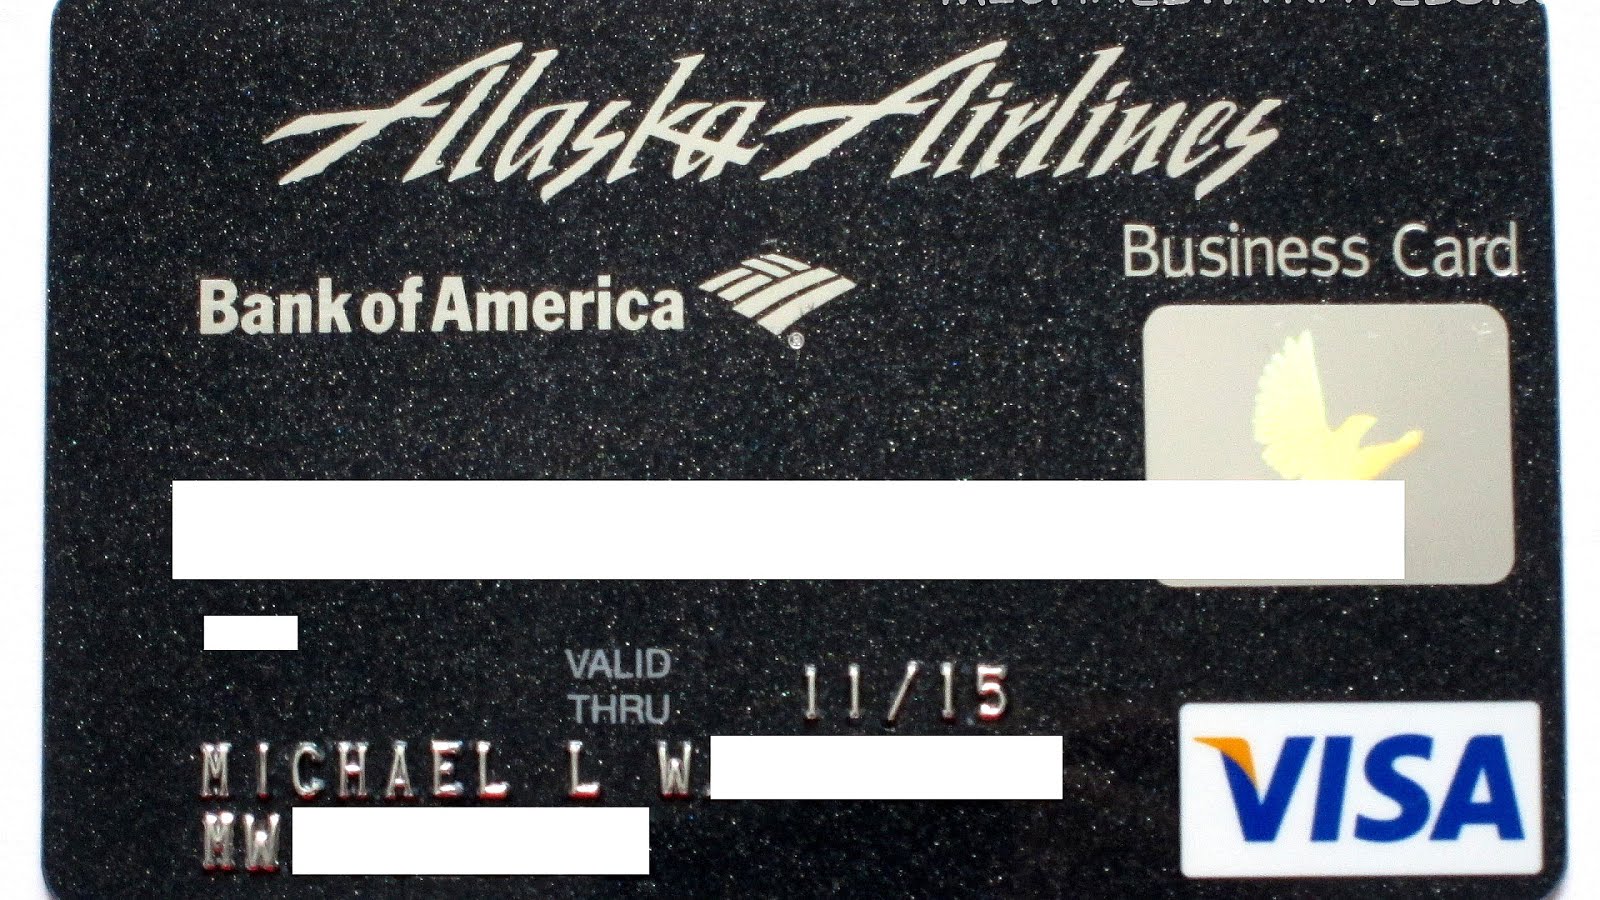 Alaska Airlines
Business Card
Bank of America
®
VALID
THRU
11/15
MICHAEL L W
MW
VISA